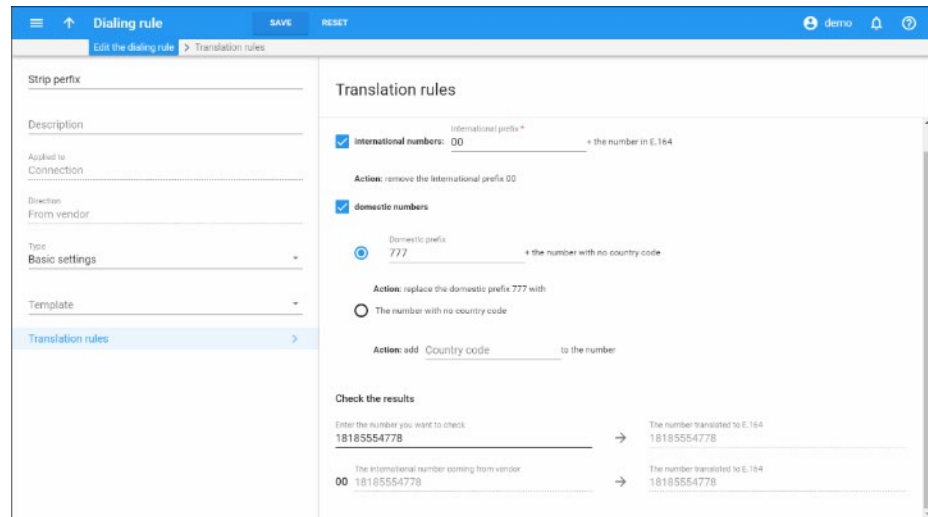 Dialing rule SAVE RESET demo
Edit the dialing rule > Translation rules
Strip perfix
Description
Applied to
Connection
Direction
From vendor
Type
Basic settings
Template
Translation rules
Translation rules
International prefix *
international numbers: 00 + the number in E.164
Action: remove the International prefix 00
domestic numbers
Domestic prefix
777 + the number with no country code
Action: replace the domestic prefix 777 with
The number with no country code
Action: add Country code to the number
Check the results
Enter the number you want to check The number translated to E.164
18185554778 → 18185554778
The international number coming from vendor The number translated to E.164
00 18185554778 → 18185554778